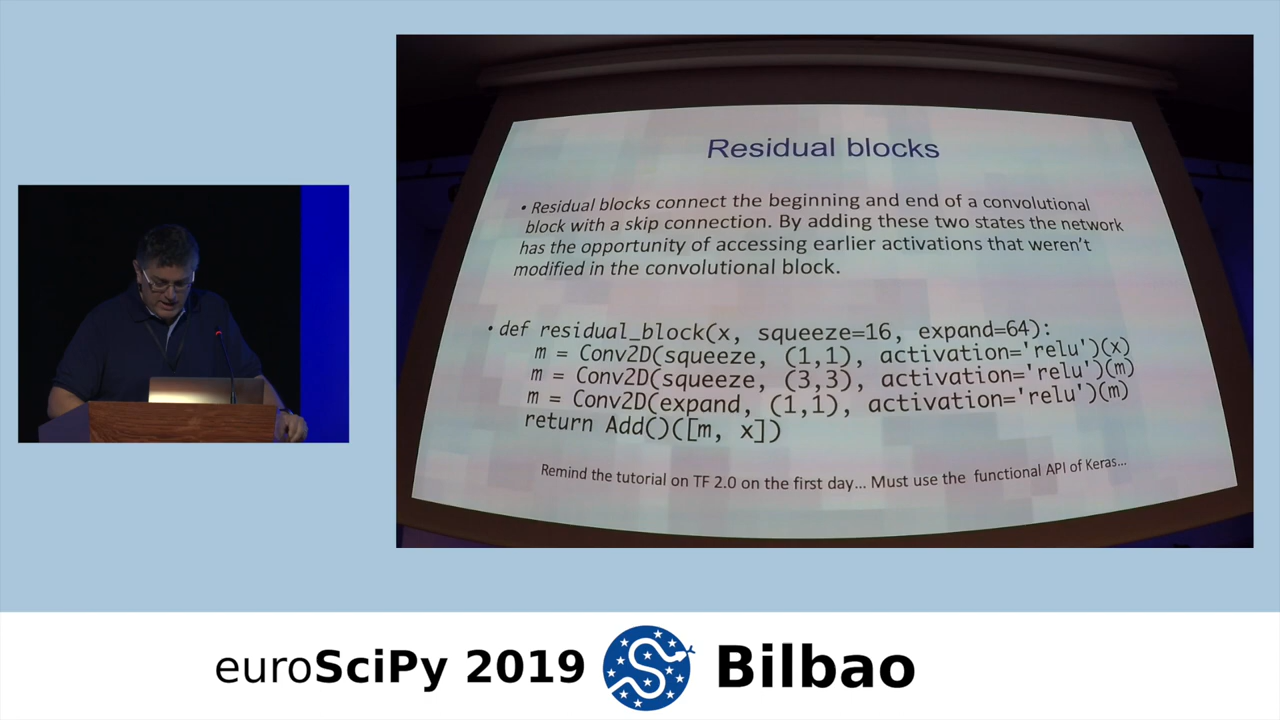 Residual blocks
• Residual blocks connect the beginning and end of a convolutional
block with a skip connection. By adding these two states the network
has the opportunity of accessing earlier activations that weren't
modified in the convolutional block.
• def residual_block(x, squeeze=16, expand=64):
m = Conv2D(squeeze, (1,1), activation='relu')(x)
m = Conv2D(squeeze, (3,3), activation='relu')(m)
m = Conv2D(expand, (1,1), activation='relu')(m)
return Add()([m, x])
Remind the tutorial on TF 2.0 on the first day... Must use the functional API of Keras...
euroSciPy 2019 Bilbao